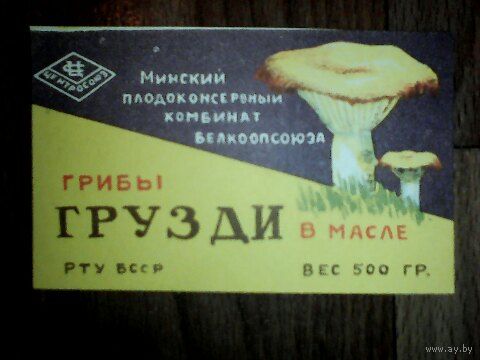 ЦЕНТРОСОЮЗ
МИНСКИЙ
ПЛОДОКОНСЕРВНЫЙ
КОМБИНАТ
БЕЛКООПСОЮЗА
ГРИБЫ
ГРУЗДИ В МАСЛЕ
РТУ БССР ВЕС 500 ГР.
www.ay.by